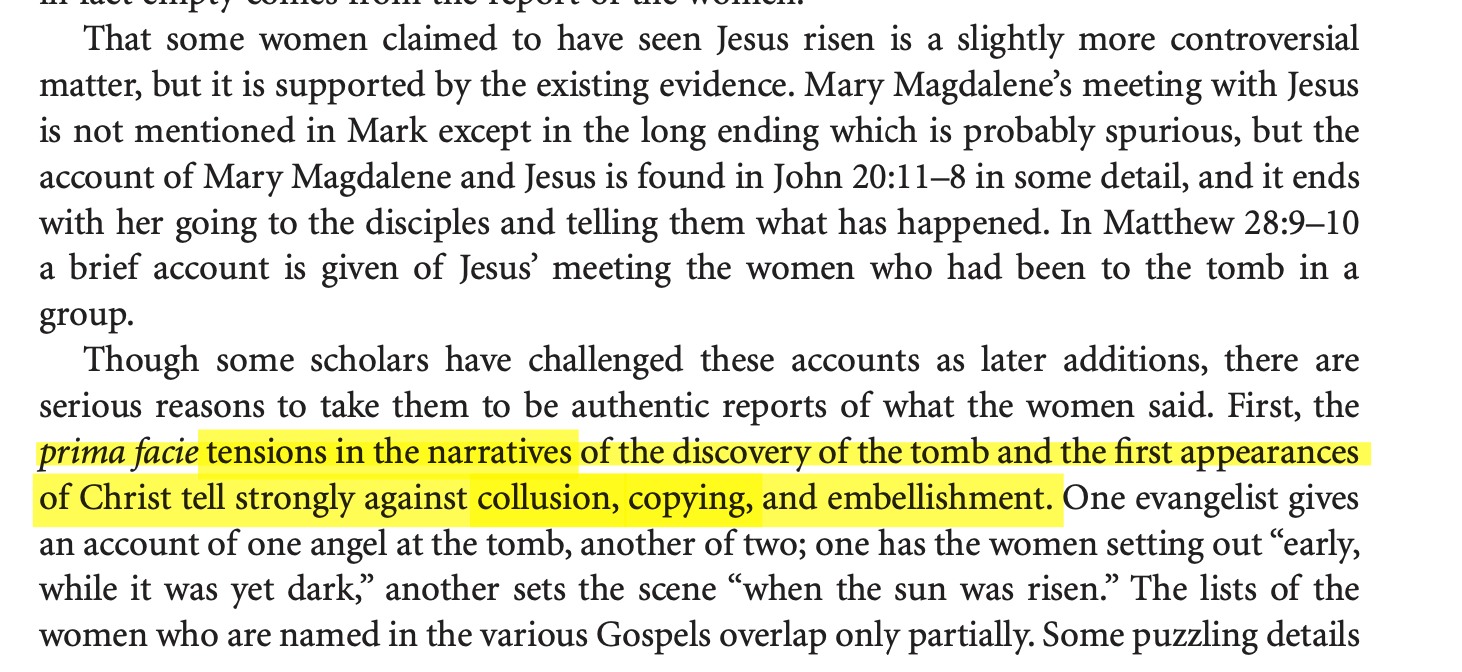 in fact empty comes from the report of the women.
That some women claimed to have seen Jesus risen is a slightly more controversial
matter, but it is supported by the existing evidence. Mary Magdalene’s meeting with Jesus
is not mentioned in Mark except in the long ending which is probably spurious, but the
account of Mary Magdalene and Jesus is found in John 20:11–8 in some detail, and it ends
with her going to the disciples and telling them what has happened. In Matthew 28:9–10
a brief account is given of Jesus’ meeting the women who had been to the tomb in a
group.
Though some scholars have challenged these accounts as later additions, there are
serious reasons to take them to be authentic reports of what the women said. First, the
prima facie tensions in the narratives of the discovery of the tomb and the first appearances
of Christ tell strongly against collusion, copying, and embellishment. One evangelist gives
an account of one angel at the tomb, another of two; one has the women setting out “early,
while it was yet dark,” another sets the scene “when the sun was risen.” The lists of the
women who are named in the various Gospels overlap only partially. Some puzzling details